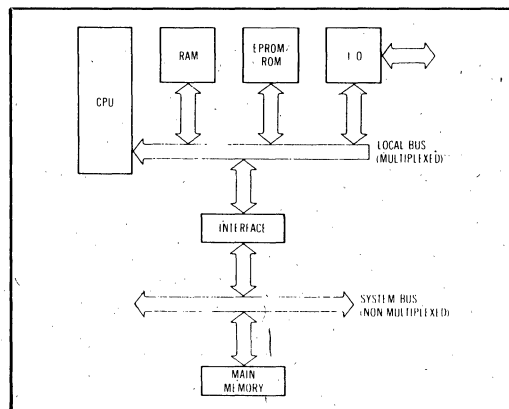 RAM
EPROM-
ROM
I O
CPU
LOCAL BUS
(MULTIPLEXED)
INTERFACE
SYSTEM BUS
(NON MULTIPLEXED)
MAIN
MEMORY